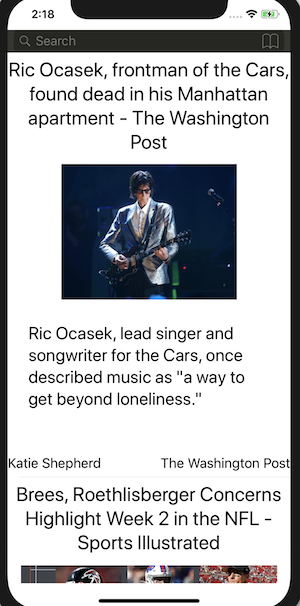 2:18
Search
Ric Ocasek, frontman of the Cars,
found dead in his Manhattan
apartment - The Washington
Post
Ric Ocasek, lead singer and
songwriter for the Cars, once
described music as "a way to
get beyond loneliness."
Katie Shepherd The Washington Post
Brees, Roethlisberger Concerns
Highlight Week 2 in the NFL -
Sports Illustrated